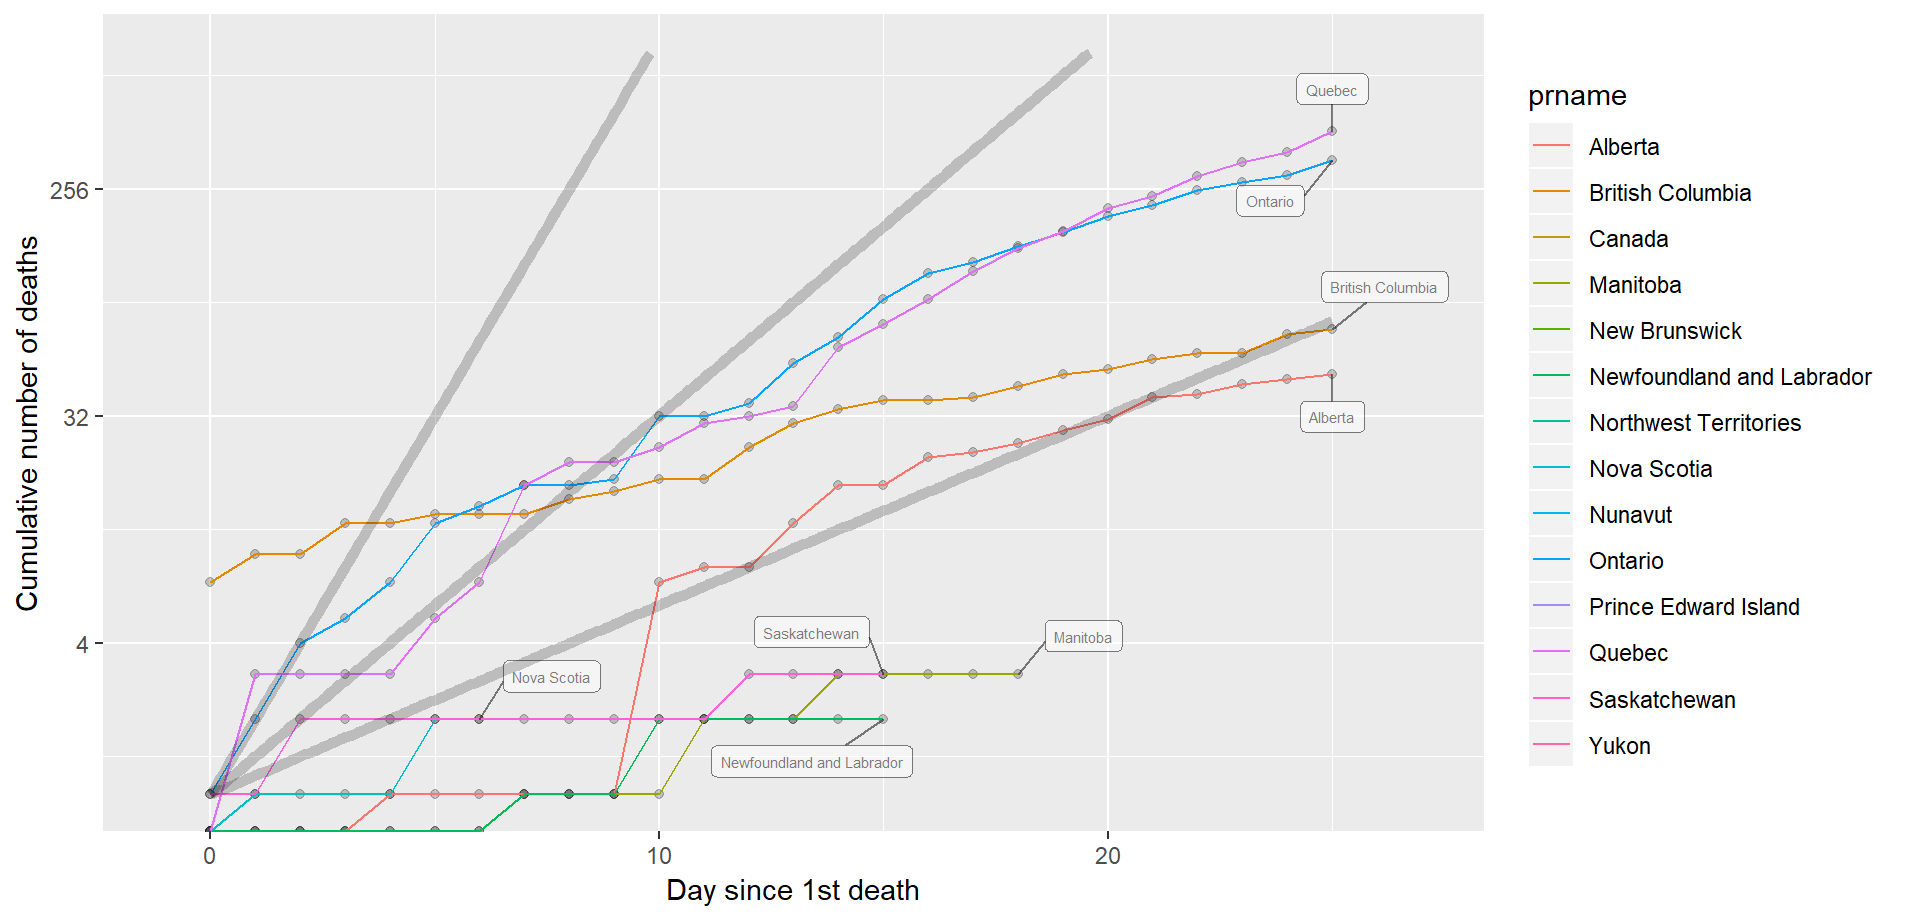 Quebec
256
Ontario
British Columbia
32
Alberta
Saskatchewan
Manitoba
4
Nova Scotia
Newfoundland and Labrador
0
10
20
Day since 1st death
Cumulative number of deaths
prname
Alberta
British Columbia
Canada
Manitoba
New Brunswick
Newfoundland and Labrador
Northwest Territories
Nova Scotia
Nunavut
Ontario
Prince Edward Island
Quebec
Saskatchewan
Yukon